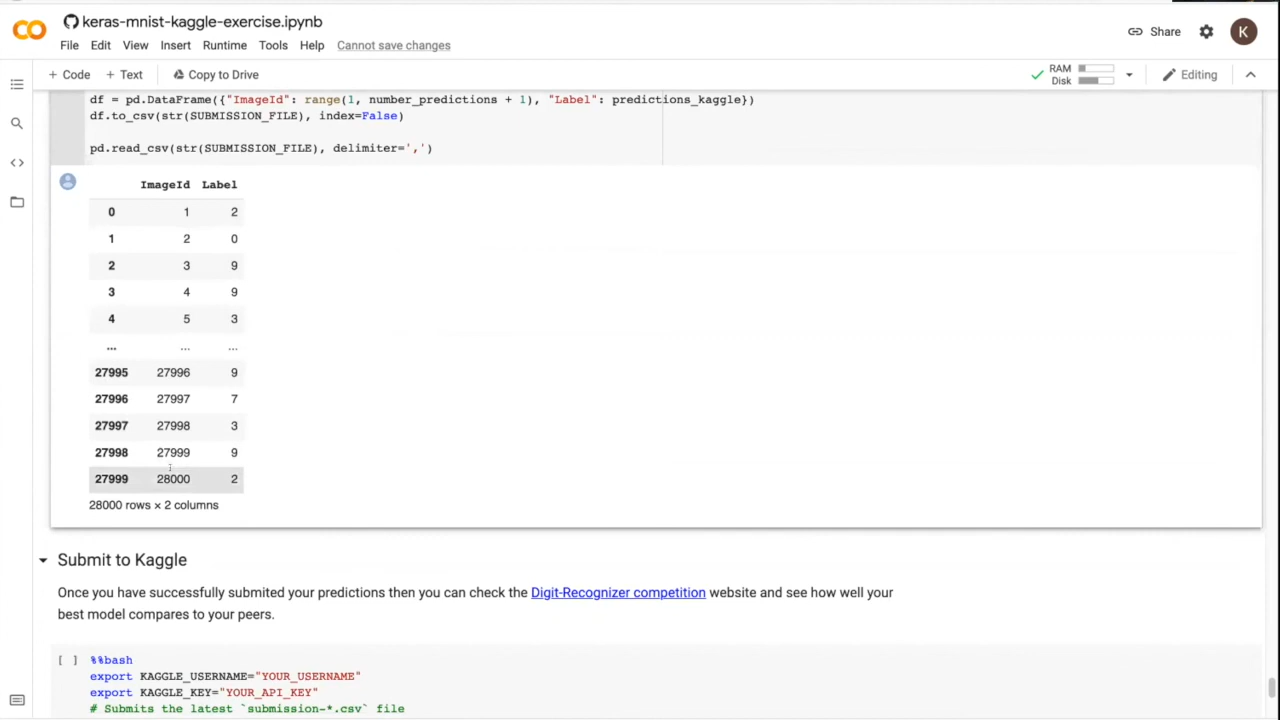 keras-mnist-kaggle-exercise.ipynb
Share
K
File Edit View Insert Runtime Tools Help Cannot save changes
+ Code + Text Copy to Drive
RAM
Disk
Editing
df = pd.DataFrame({"ImageId": range(1, number_predictions + 1), "Label": predictions_kaggle})
df.to_csv(str(SUBMISSION_FILE), index=False)
pd.read_csv(str(SUBMISSION_FILE), delimiter=',')
ImageId Label
0 1 2
1 2 0
2 3 9
3 4 9
4 5 3
... ... ...
27995 27996 9
27996 27997 7
27997 27998 3
27998 27999 9
27999 28000 2
28000 rows × 2 columns
Submit to Kaggle
Once you have successfully submited your predictions then you can check the Digit-Recognizer competition website and see how well your
best model compares to your peers.
[ ] %%bash
export KAGGLE_USERNAME="YOUR_USERNAME"
export KAGGLE_KEY="YOUR_API_KEY"
# Submits the latest `submission-*.csv` file